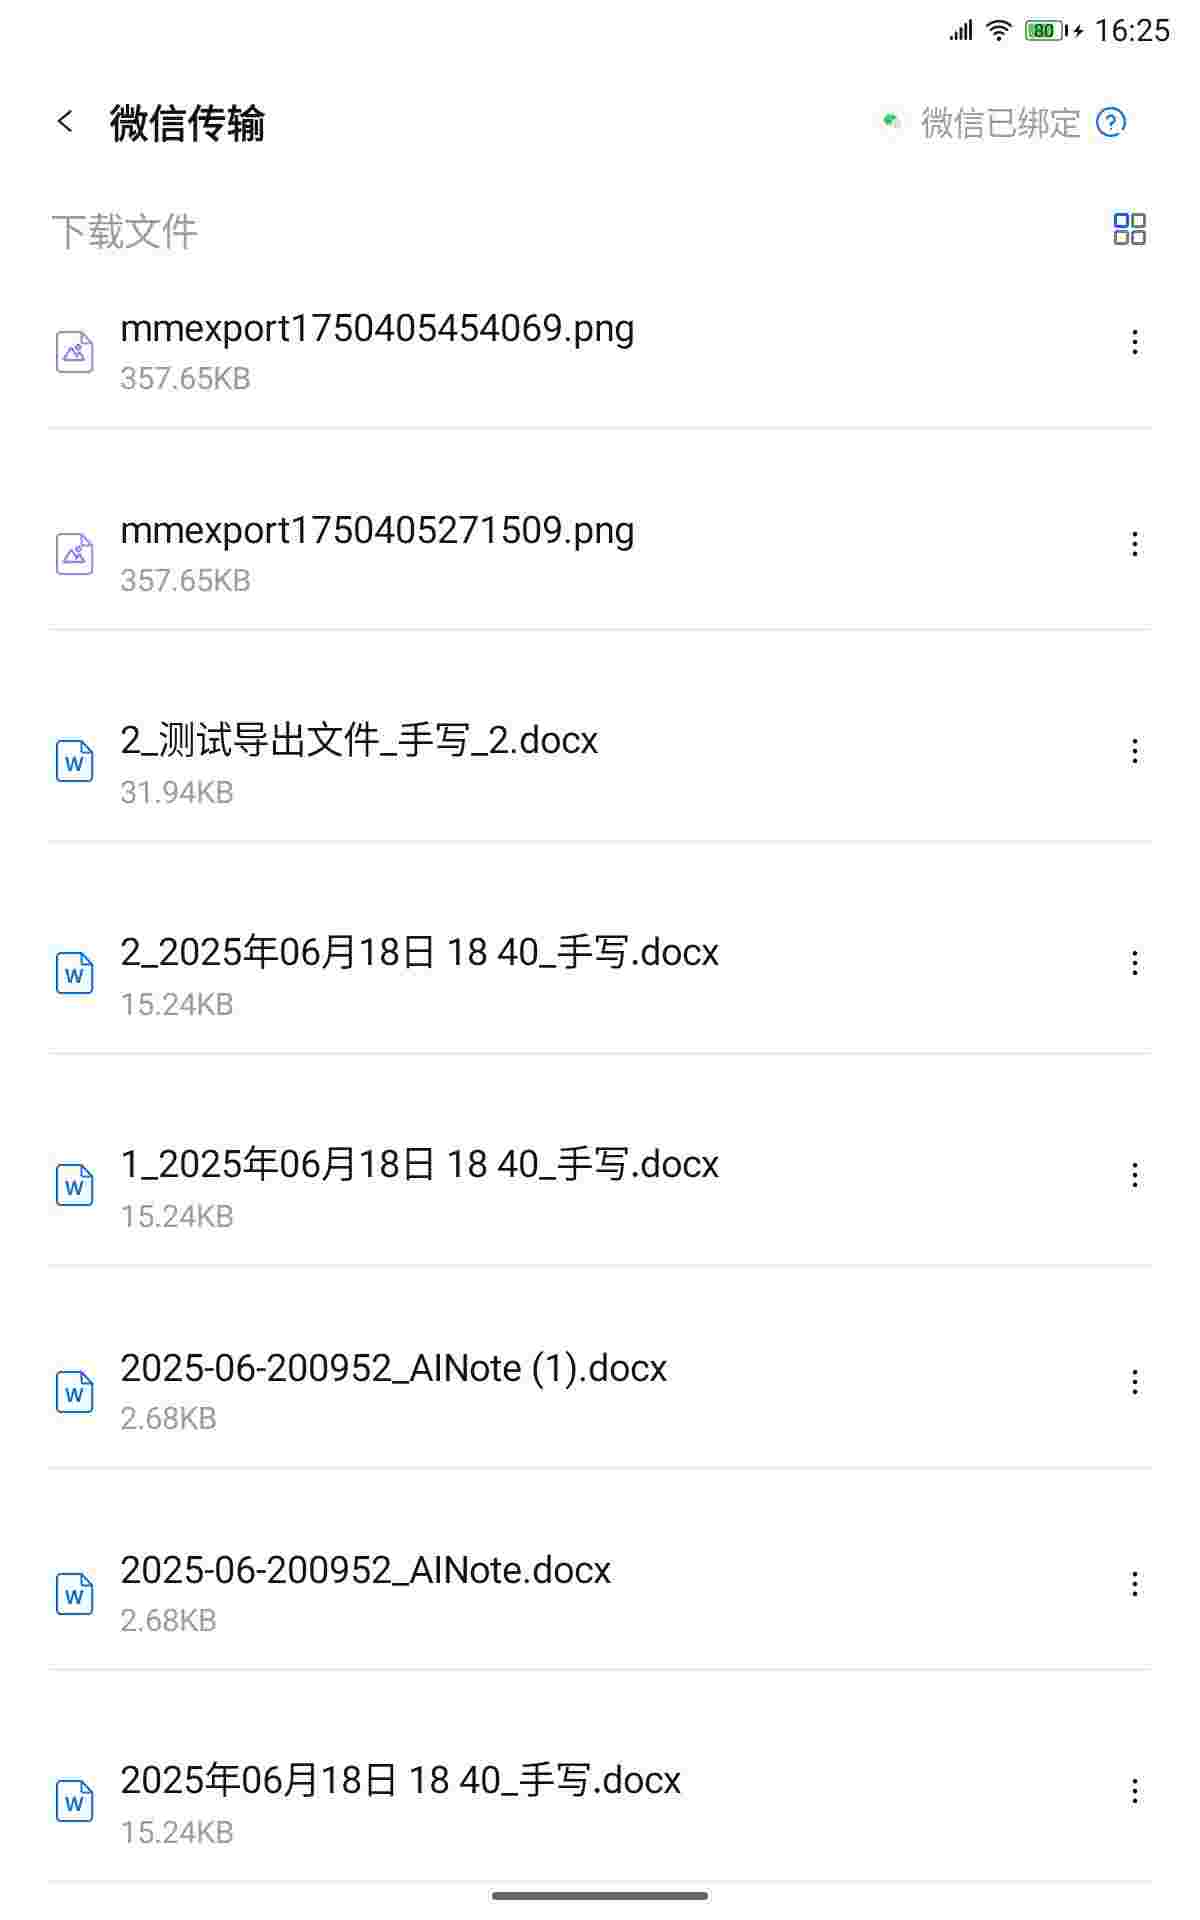 80 16:25
微信传输 微信已绑定 ?
下载文件
mmexport1750405454069.png
357.65KB
mmexport1750405271509.png
357.65KB
2_测试导出文件_手写_2.docx
W
31.94KB
2_2025年06月18日 18 40_手写.docx
W
15.24KB
1_2025年06月18日 18 40_手写.docx
W
15.24KB
2025-06-200952_AINote (1).docx
W
2.68KB
2025-06-200952_AINote.docx
W
2.68KB
2025年06月18日 18 40_手写.docx
W
15.24KB